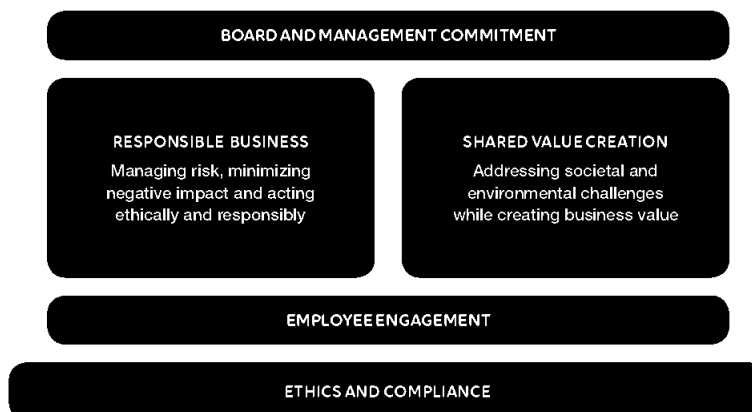 BOARD AND MANAGEMENT COMMITMENT
RESPONSIBLE BUSINESS
Managing risk, minimizing
negative impact and acting
ethically and responsibly
SHARED VALUE CREATION
Addressing societal and
environmental challenges
while creating business value
EMPLOYEE ENGAGEMENT
ETHICS AND COMPLIANCE